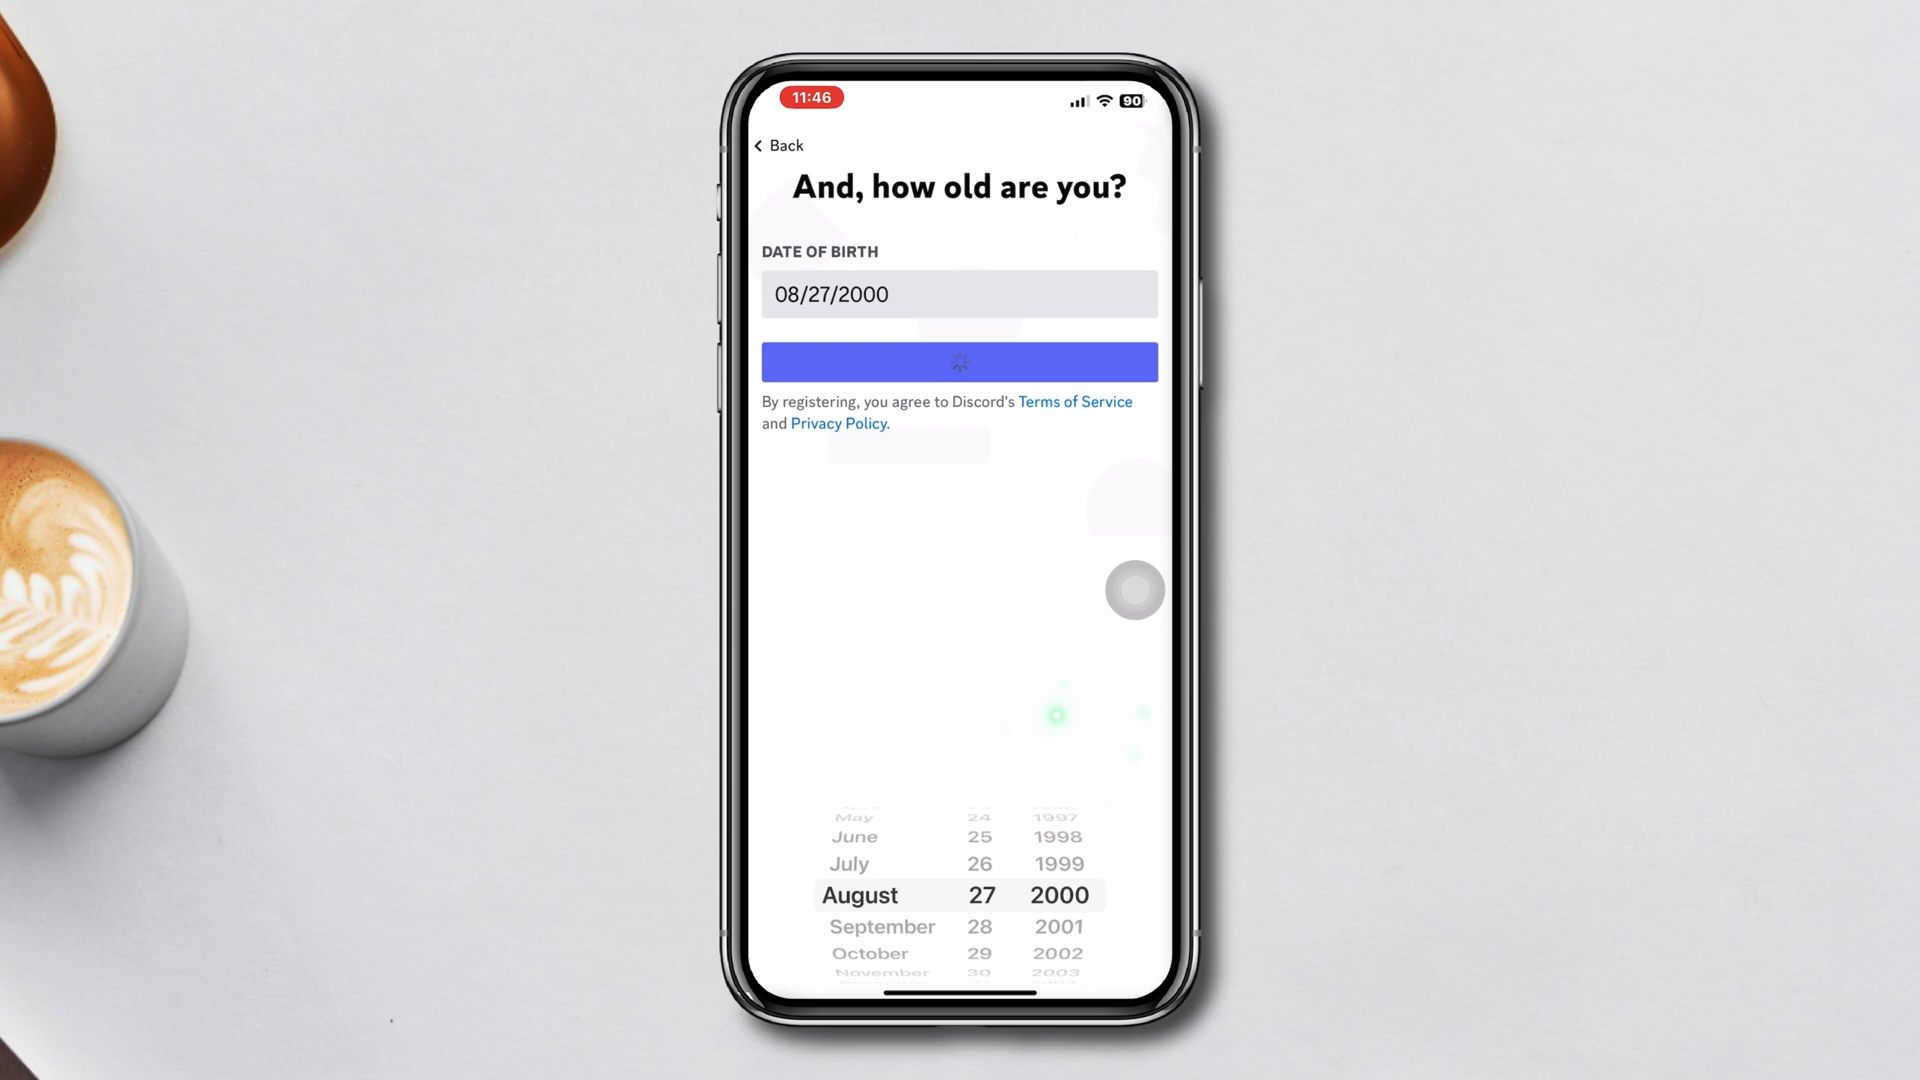 11:46
90
Back
And, how old are you?
DATE OF BIRTH
08/27/2000
By registering, you agree to Discord's Terms of Service
and Privacy Policy.
May 24 1997
June 25 1998
July 26 1999
August 27 2000
September 28 2001
October 29 2002
November 30 2003